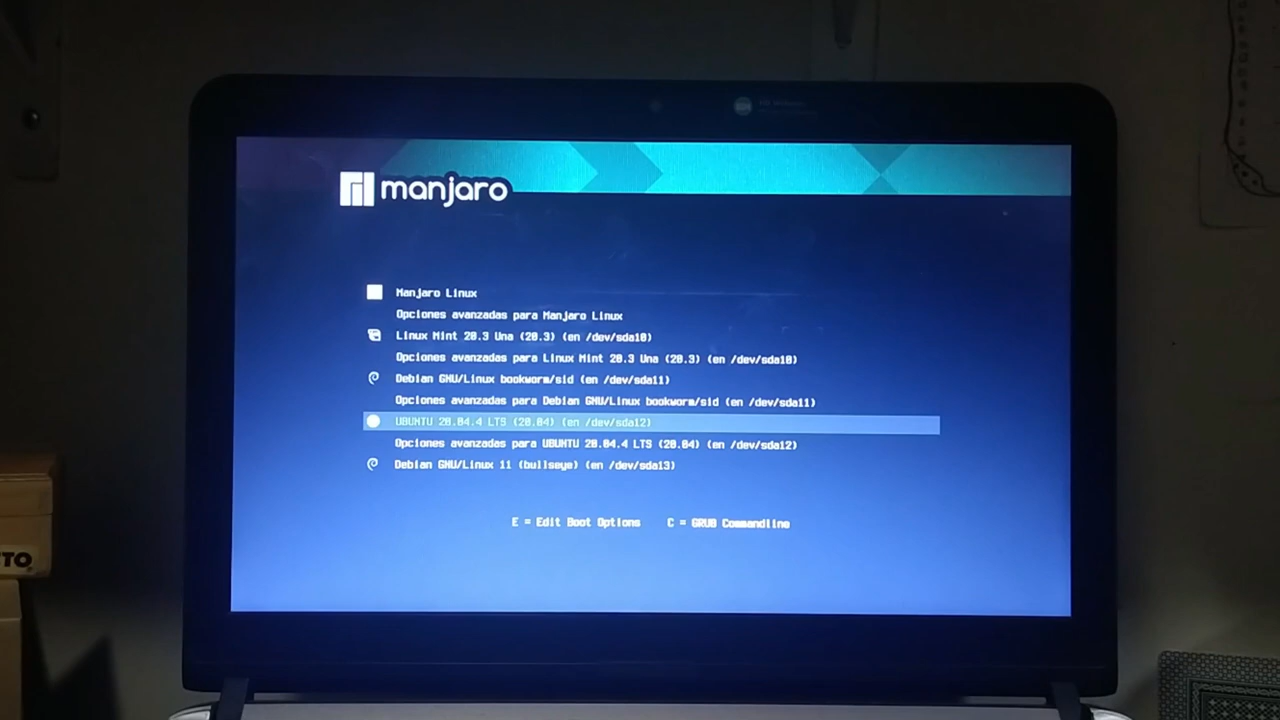 manjaro
Manjaro Linux
Opciones avanzadas para Manjaro Linux
Linux Mint 20.3 Una (20.3) (en /dev/sda10)
Opciones avanzadas para Linux Mint 20.3 Una (20.3) (en /dev/sda10)
Debian GNU/Linux bookworm/sid (en /dev/sda11)
Opciones avanzadas para Debian GNU/Linux bookworm/sid (en /dev/sda11)
UBUNTU 20.04.4 LTS (20.04) (en /dev/sda12)
Opciones avanzadas para UBUNTU 20.04.4 LTS (20.04) (en /dev/sda12)
Debian GNU/Linux 11 (bullseye) (en /dev/sda13)
E = Edit Boot Options C = GRUB Commandline